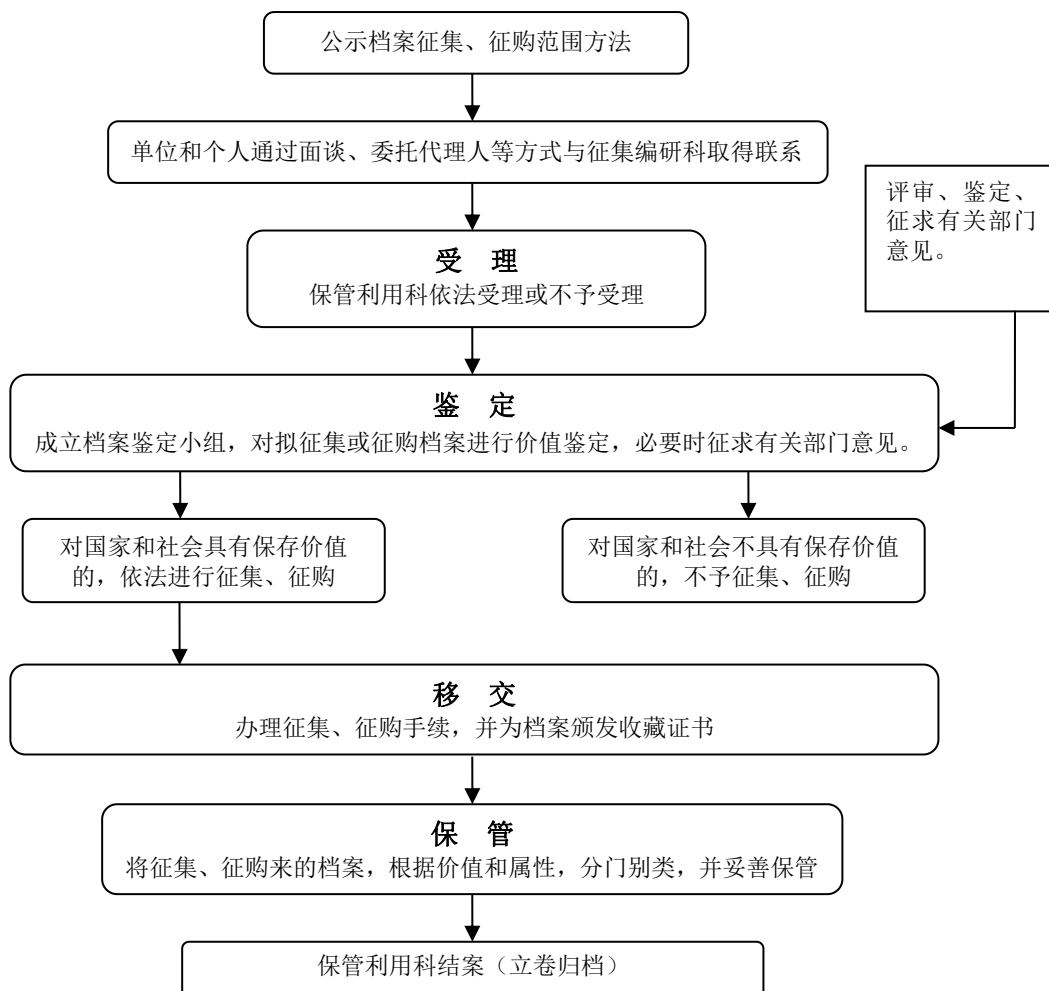 公示档案征集、征购范围方法
单位和个人通过面谈、委托代理人等方式与征集编研科取得联系
评审、鉴定、
征求有关部门
意见。
受 理
保管利用科依法受理或不予受理
鉴 定
成立档案鉴定小组，对拟征集或征购档案进行价值鉴定，必要时征求有关部门意见。
对国家和社会具有保存价值
的，依法进行征集、征购
对国家和社会不具有保存价值
的，不予征集、征购
移 交
办理征集、征购手续，并为档案颁发收藏证书
保 管
将征集、征购来的档案，根据价值和属性，分门别类，并妥善保管
保管利用科结案（立卷归档）